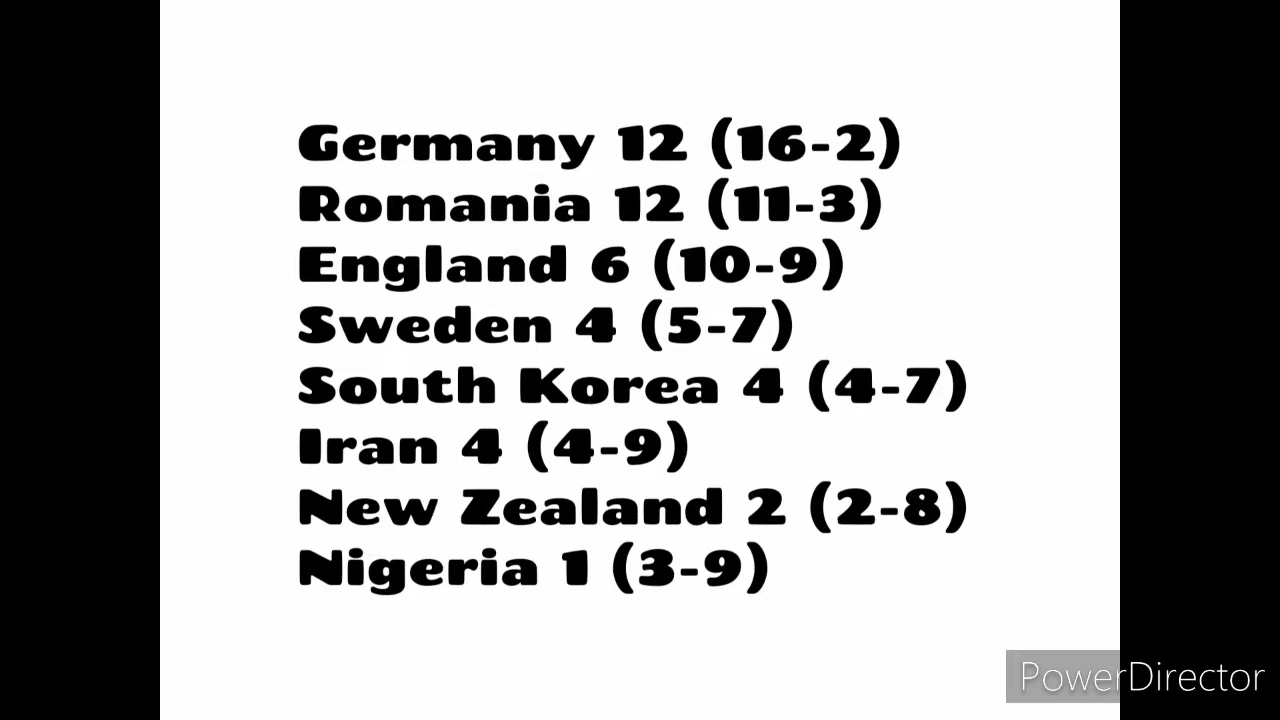 Germany 12 (16-2)
Romania 12 (11-3)
England 6 (10-9)
Sweden 4 (5-7)
South Korea 4 (4-7)
Iran 4 (4-9)
New Zealand 2 (2-8)
Nigeria 1 (3-9)
PowerDirector